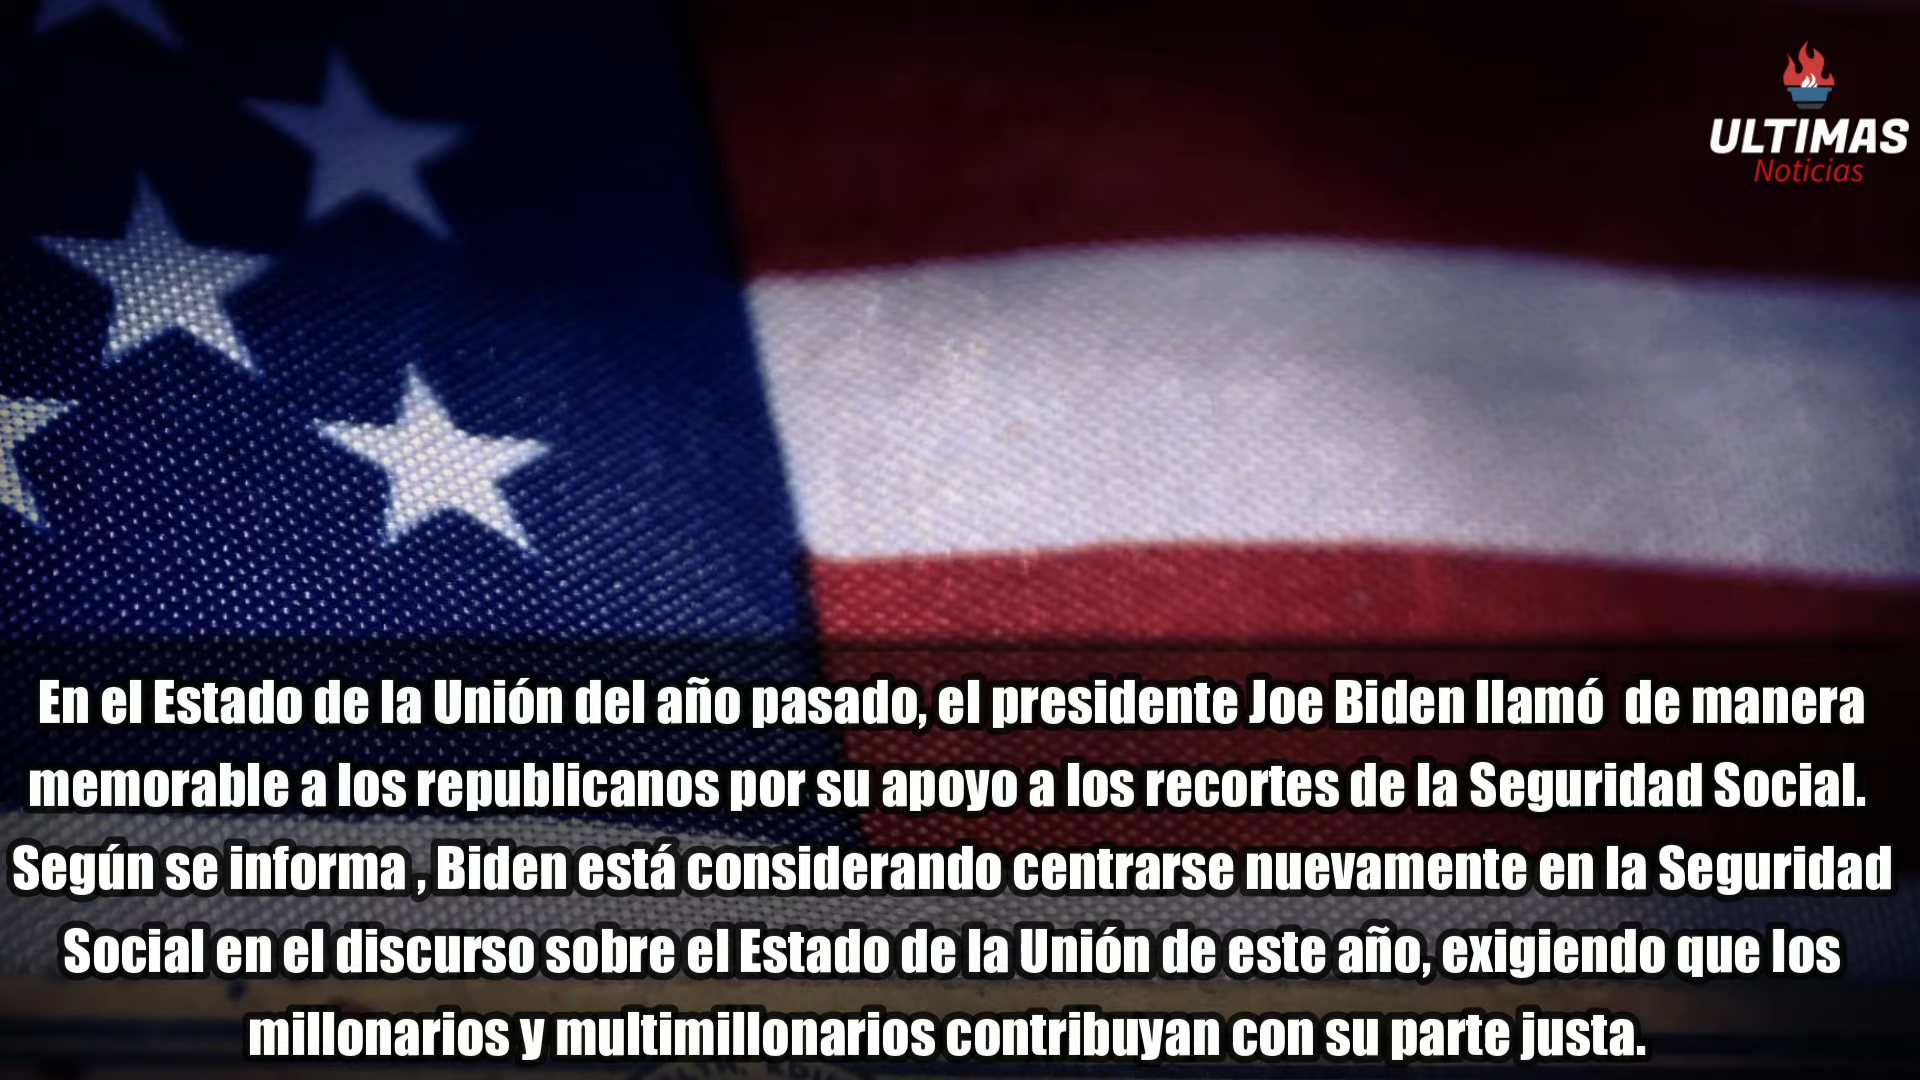 ULTIMAS
Noticias
En el Estado de la Unión del año pasado, el presidente Joe Biden llamó  de manera
memorable a los republicanos por su apoyo a los recortes de la Seguridad Social.
Según se informa , Biden está considerando centrarse nuevamente en la Seguridad
Social en el discurso sobre el Estado de la Unión de este año, exigiendo que los
millonarios y multimillonarios contribuyan con su parte justa.